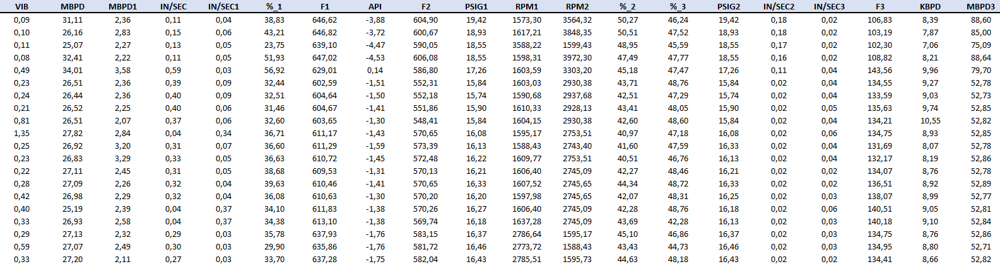 VIB MBPD MBPD1 IN/SEC IN/SEC1 %_1 F1 API F2 PSIG1 RPM1 RPM2 %_2 %_3 PSIG2 IN/SEC2 IN/SEC3 F3 KBPD MBPD3
0,09 31,11 2,36 0,11 0,04 38,83 646,62 -3,88 604,90 19,42 1573,30 3564,32 50,27 46,24 19,42 0,18 0,02 106,83 8,39 88,60
0,10 26,16 2,83 0,15 0,06 43,21 646,82 -3,72 600,67 18,93 1617,21 3848,35 50,51 47,52 18,93 0,18 0,02 103,19 7,87 85,00
0,11 25,07 2,27 0,13 0,05 23,75 639,10 -4,47 590,05 18,55 3588,22 1599,43 48,95 45,59 18,55 0,17 0,02 102,30 7,06 75,09
0,08 32,41 2,22 0,11 0,05 51,93 647,02 -4,53 606,08 18,55 1598,31 3972,30 47,49 47,77 18,55 0,16 0,02 108,82 8,21 88,64
0,49 34,01 3,58 0,59 0,03 56,92 629,01 0,14 586,80 17,26 1603,59 3303,20 45,18 47,47 17,26 0,11 0,04 143,56 9,96 79,70
0,23 26,51 2,36 0,39 0,09 32,44 602,59 -1,51 552,31 15,84 1603,03 2930,38 43,71 48,76 15,84 0,02 0,04 134,55 9,27 52,78
0,24 26,44 2,36 0,40 0,09 32,51 604,64 -1,50 552,18 15,74 1590,68 2937,68 42,51 47,29 15,74 0,02 0,04 133,59 9,03 52,73
0,21 26,52 2,25 0,40 0,06 31,46 604,67 -1,41 551,86 15,90 1610,33 2928,13 43,41 48,05 15,90 0,02 0,05 135,63 9,74 52,85
0,81 26,51 2,07 0,37 0,06 32,60 603,65 -1,30 548,41 15,84 1604,15 2930,38 42,60 48,60 15,84 0,02 0,04 134,21 10,55 52,82
1,35 27,82 2,84 0,04 0,34 36,71 611,17 -1,43 570,65 16,08 1595,17 2753,51 40,97 47,18 16,08 0,02 0,06 134,75 8,93 52,85
0,25 26,92 3,20 0,31 0,07 36,60 611,29 -1,59 573,39 16,13 1588,43 2743,40 41,60 47,59 16,33 0,02 0,04 131,69 8,07 52,78
0,23 26,83 3,29 0,33 0,05 36,63 610,72 -1,45 572,48 16,22 1609,77 2753,51 40,51 46,76 16,13 0,02 0,04 132,17 8,19 52,86
0,22 27,11 2,45 0,31 0,05 38,68 609,53 -1,31 570,13 16,21 1606,40 2745,09 42,27 48,46 16,21 0,02 0,02 134,07 8,76 52,78
0,28 27,09 2,26 0,32 0,04 39,63 610,46 -1,41 570,65 16,33 1607,52 2745,65 44,34 48,72 16,33 0,02 0,02 136,51 8,92 52,89
0,42 26,98 2,29 0,32 0,04 36,08 610,63 -1,30 570,20 16,20 1597,98 2745,65 42,07 48,31 16,25 0,02 0,03 138,07 8,99 52,77
0,40 25,19 2,39 0,04 0,37 34,10 611,83 -1,38 570,26 16,27 1606,40 2745,09 42,28 48,76 16,18 0,02 0,06 140,51 9,05 52,81
0,33 26,93 2,58 0,04 0,37 34,38 613,10 -1,38 569,74 16,18 1637,28 2745,09 43,69 42,28 16,13 0,02 0,03 140,18 9,10 52,84
0,29 27,13 2,32 0,29 0,03 35,78 637,93 -1,76 583,15 16,37 2786,64 1595,17 45,10 46,86 16,37 0,02 0,03 134,75 8,76 52,86
0,59 27,07 2,49 0,30 0,03 29,90 635,86 -1,76 581,72 16,46 2773,72 1588,43 43,43 44,73 16,46 0,02 0,03 134,95 8,80 52,71
0,33 27,20 2,11 0,27 0,03 33,70 637,28 -1,75 582,04 16,43 2785,51 1595,73 44,63 48,18 16,43 0,02 0,03 134,41 8,66 52,82